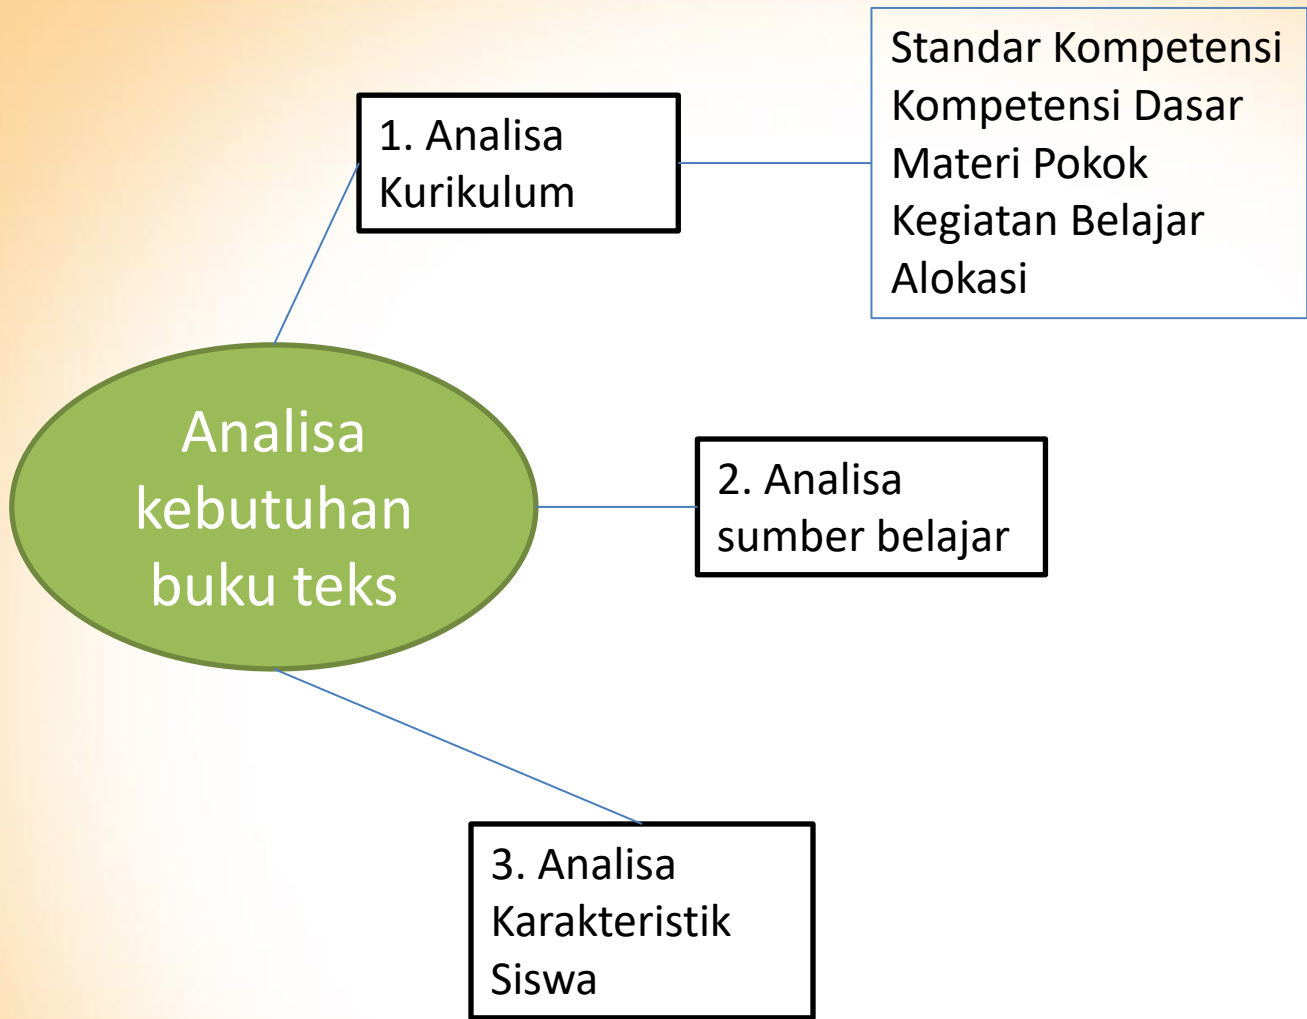 Standar Kompetensi
Kompetensi Dasar
Materi Pokok
Kegiatan Belajar
Alokasi
1. Analisa
Kurikulum
Analisa
kebutuhan
buku teks
2. Analisa
sumber belajar
3. Analisa
Karakteristik
Siswa